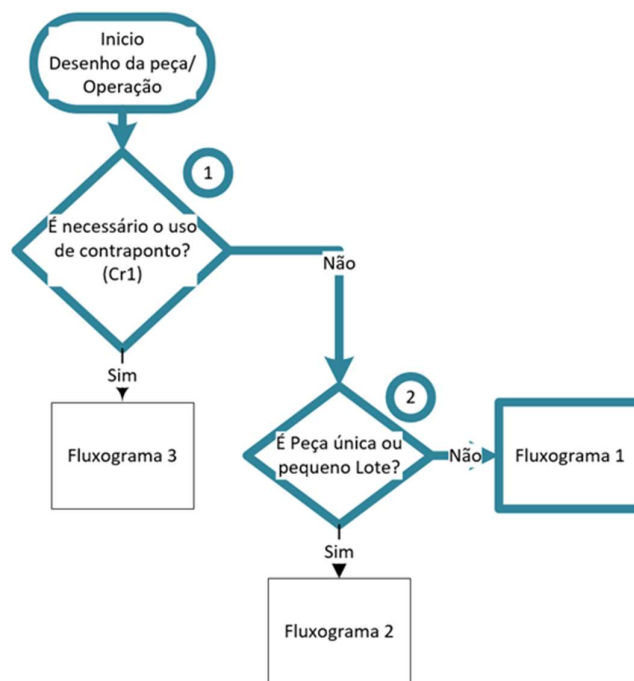 Inicio
Desenho da peça/
Operação
1
É necessário o uso
de contraponto?
(Cr1)
Não
Sim
Fluxograma 3
2
É Peça única ou
pequeno Lote?
Não
Fluxograma 1
Sim
Fluxograma 2